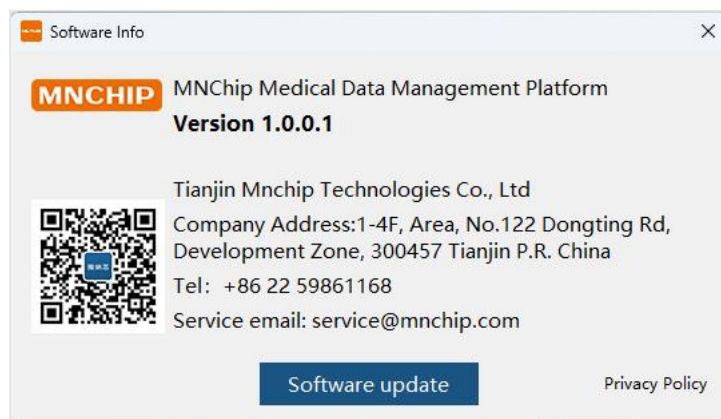 Software Info
MNCHIP
MNChip Medical Data Management Platform
Version 1.0.0.1
Tianjin Mnchip Technologies Co., Ltd
Company Address:1-4F, Area, No.122 Dongting Rd,
Development Zone, 300457 Tianjin P.R. China
Tel： +86 22 59861168
Service email: service@mnchip.com
Software update
Privacy Policy